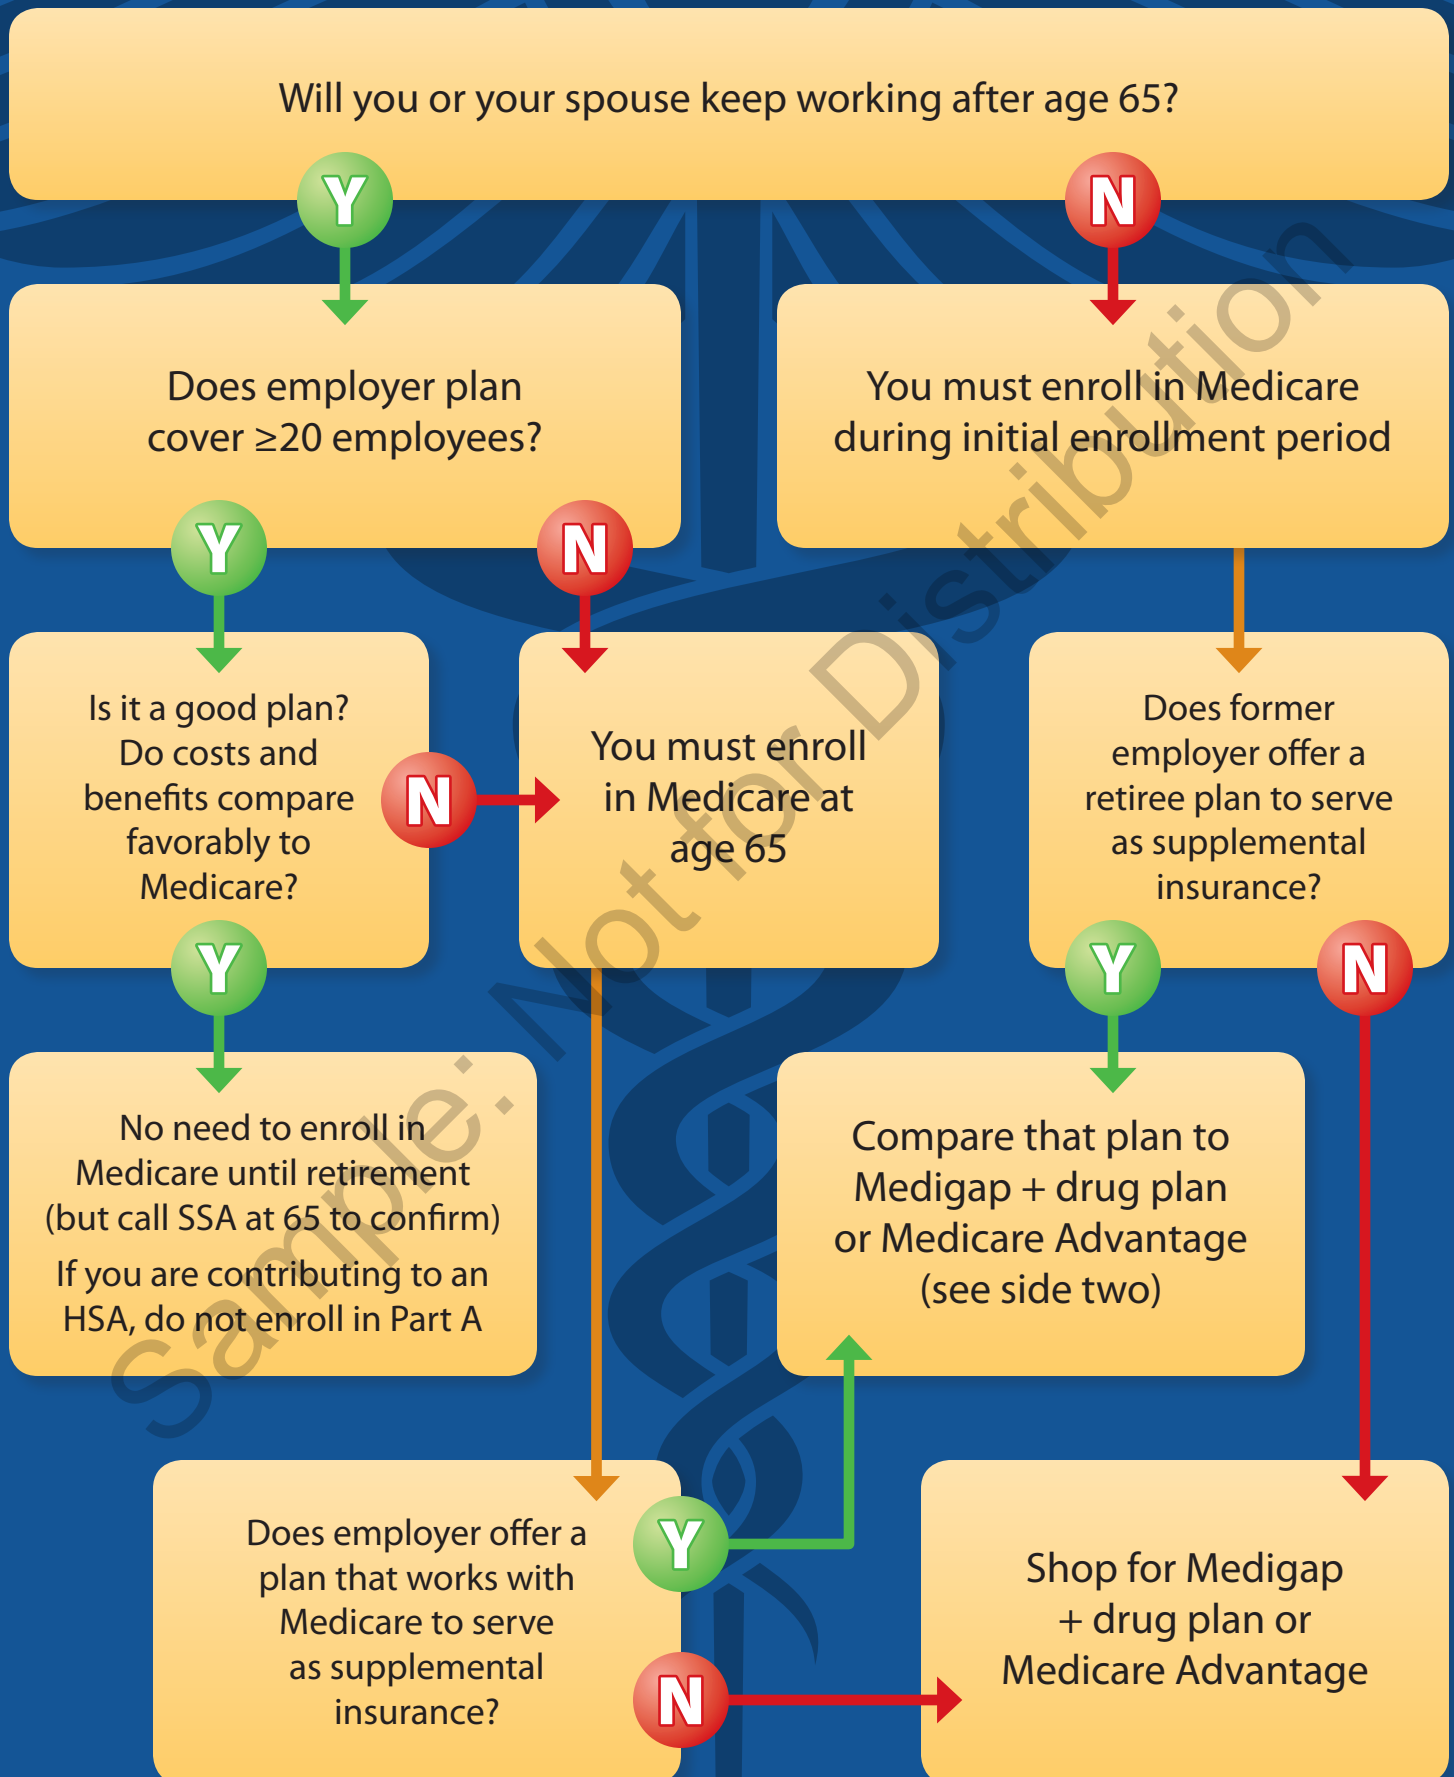 Will you or your spouse keep working after age 65?
Y
N
Does employer plan
cover ≥20 employees?
You must enroll in Medicare
during initial enrollment period
Y
N
Is it a good plan?
Do costs and
benefits compare
favorably to
Medicare?
N
You must enroll
in Medicare at
age 65
Does former
employer offer a
retiree plan to serve
as supplemental
insurance?
Y
Y
N
No need to enroll in
Medicare until retirement
(but call SSA at 65 to confirm)
If you are contributing to an
HSA, do not enroll in Part A
Compare that plan to
Medigap + drug plan
or Medicare Advantage
(see side two)
Does employer offer a
plan that works with
Medicare to serve
as supplemental
insurance?
Y
N
Shop for Medigap
+ drug plan or
Medicare Advantage
Sample: Not for Distribution